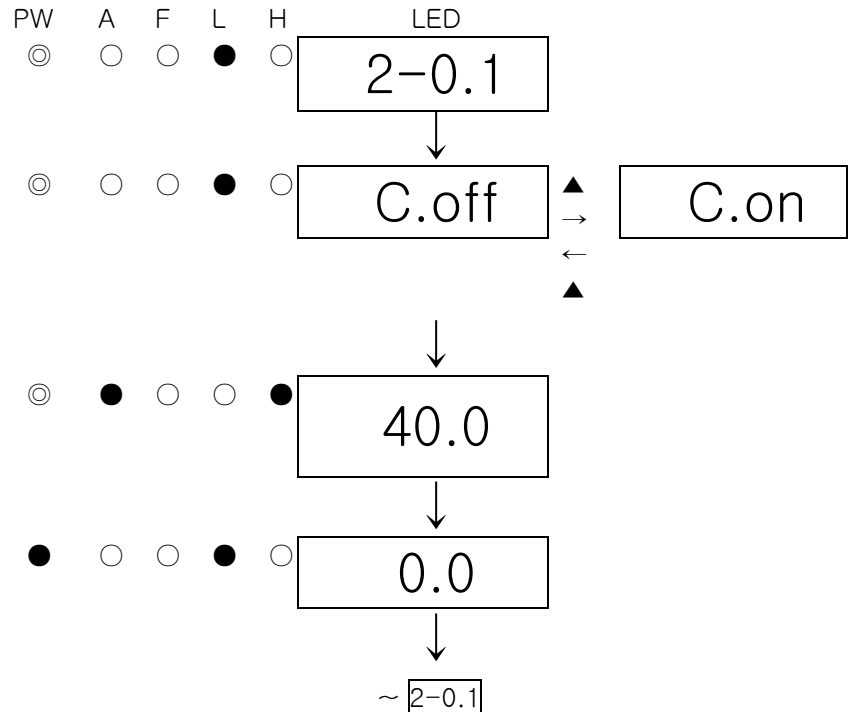 PW A F L H LED
◎ ○ ○ ● ○ 2-0.1
◎ ○ ○ ● ○ C.off ▲ C.on
→
←
▲
◎ ● ○ ○ ● 40.0
● ○ ○ ● ○ 0.0
~ 2-0.1